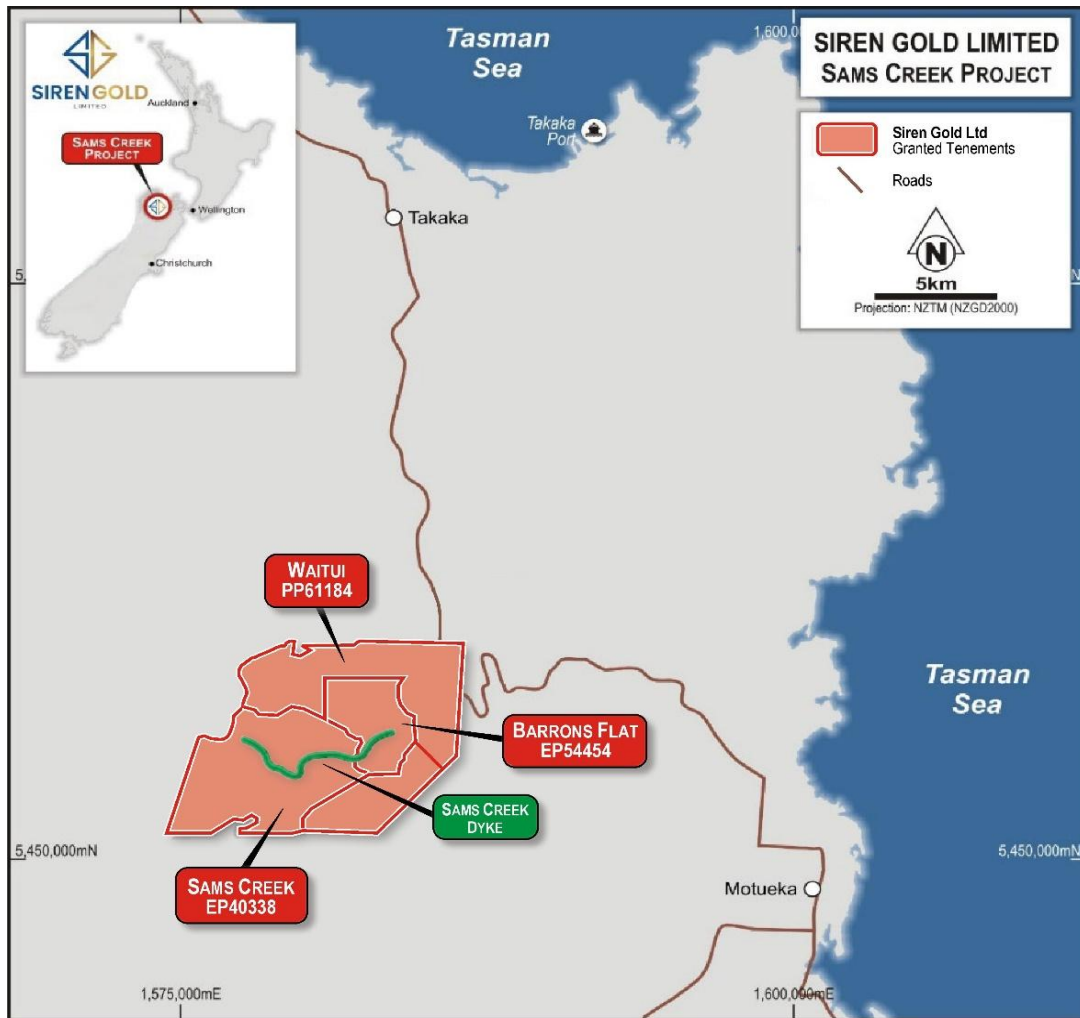 SIREN GOLD
LIMITED
Auckland
SAMS CREEK
PROJECT
Wellington
Christchurch
Tasman
Sea
1,600,0
SIREN GOLD LIMITED
SAMS CREEK PROJECT
Siren Gold Ltd
Granted Tenements
Roads
N
5km
Projection: NZTM (NZGD2000)
Takaka
Port
Takaka
5,
WAITUI
PP61184
BARRONS FLAT
EP54454
Tasman
Sea
SAMS CREEK
DYKE
5,450,000mN
5,450,000mN
SAMS CREEK
EP40338
Motueka
1,575,000mE
1,600,000mE